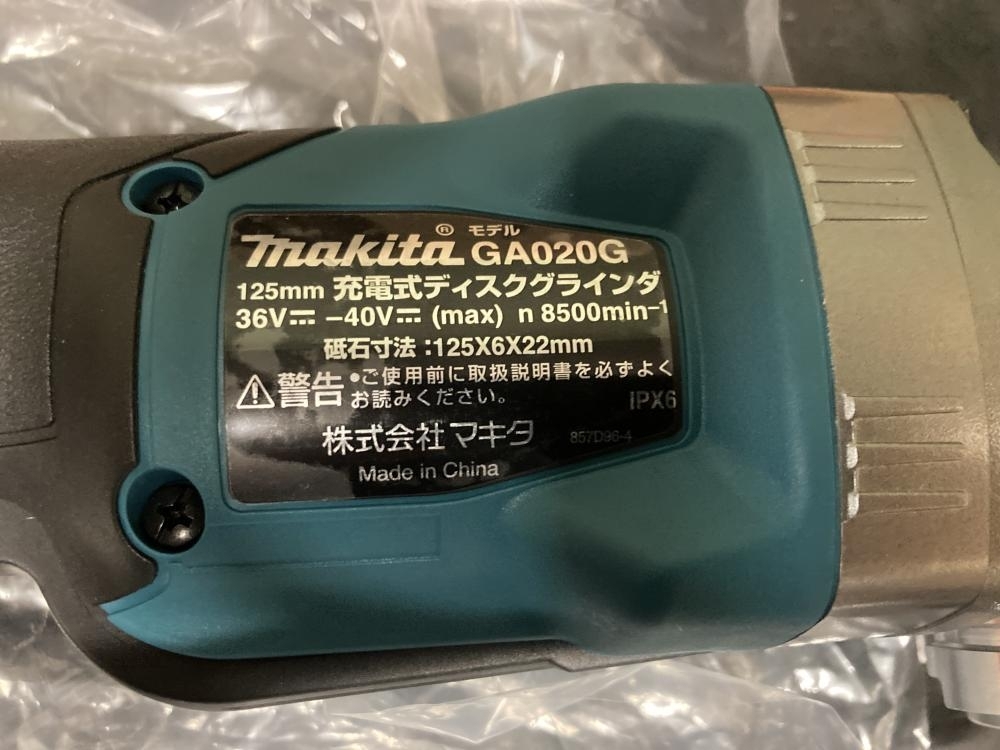 makita® モデル GA020G
125mm 充電式ディスクグラインダ
36V⎓ -40V⎓ (max) n 8500min-1
砥石寸法:125X6X22mm
⚠警告 •ご使用前に取扱説明書を必ずよく
お読みください。
IPX6
株式会社マキタ 857D96-4
Made in China